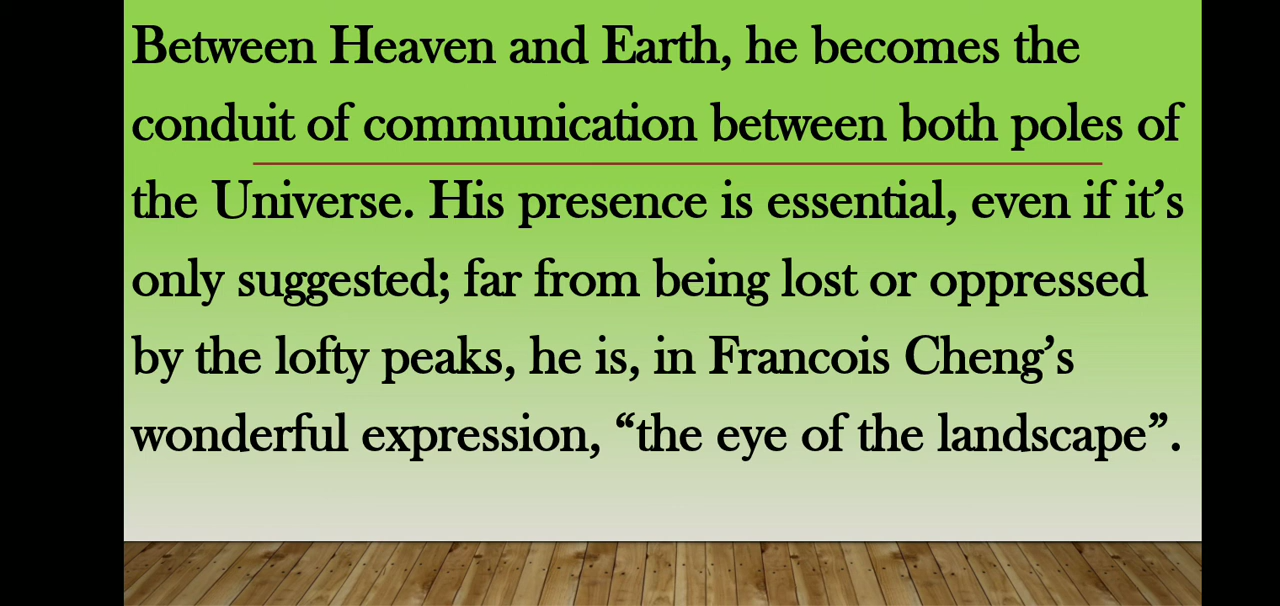 Between Heaven and Earth, he becomes the
conduit of communication between both poles of
the Universe. His presence is essential, even if it’s
only suggested; far from being lost or oppressed
by the lofty peaks, he is, in Francois Cheng’s
wonderful expression, “the eye of the landscape”.